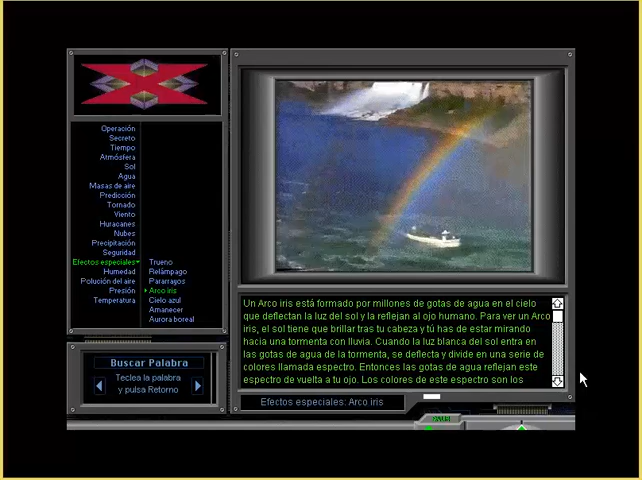 Operación
Secreto
Tiempo
Atmósfera
Sol
Agua
Masas de aire
Predicción
Tornado
Viento
Huracanes
Nubes
Precipitación
Seguridad
Efectos especiales
Humedad
Polución del aire
Presión
Temperatura
Trueno
Relámpago
Pararrayos
Arco iris
Cielo azul
Amanecer
Aurora boreal
Un Arco iris está formado por millones de gotas de agua en el cielo
que deflectan la luz del sol y la reflejan al ojo humano. Para ver un Arco
iris, el sol tiene que brillar tras tu cabeza y tú has de estar mirando
hacia una tormenta con lluvia. Cuando la luz blanca del sol entra en
las gotas de agua de la tormenta, se deflecta y divide en una serie de
colores llamada espectro. Entonces las gotas de agua reflejan este
espectro de vuelta a tu ojo. Los colores de este espectro son los
Buscar Palabra
Teclea la palabra
y pulsa Retorno
Efectos especiales: Arco iris